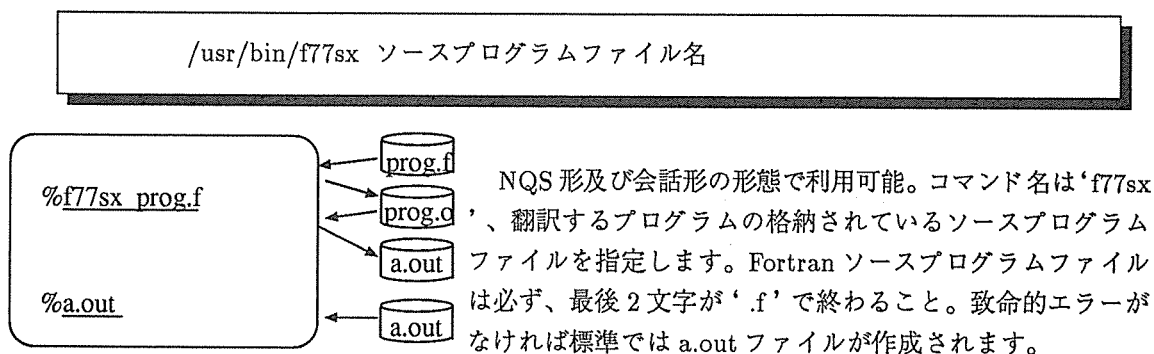 /usr/bin/f77sx ソースプログラムファイル名
%f77sx prog.f
%a.out
prog.f
prog.o
a.out
a.out
NQS 形及び会話形の形態で利用可能。コマンド名は‘f77sx
’、翻訳するプログラムの格納されているソースプログラム
ファイルを指定します。Fortran ソースプログラムファイル
は必ず、最後 2 文字が‘ .f ’で終わること。致命的エラーが
なければ標準では a.out ファイルが作成されます。